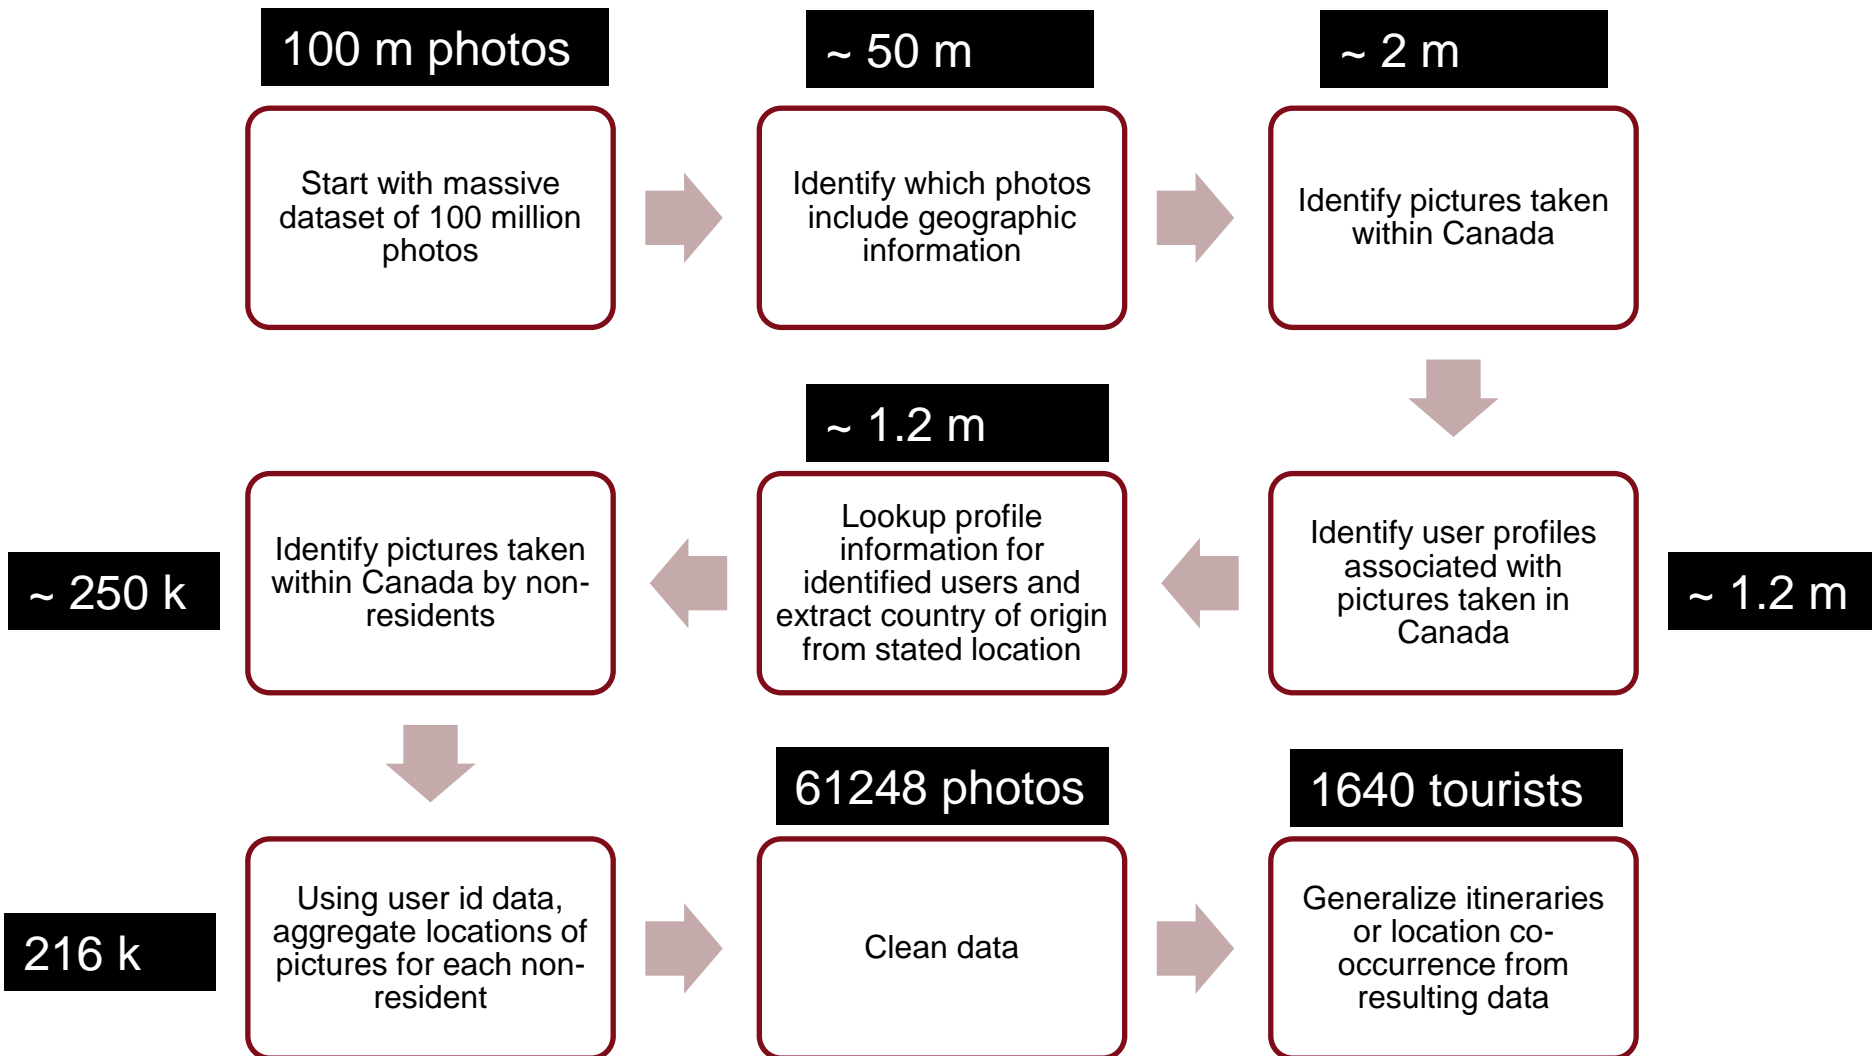 100 m photos
~ 50 m
~ 2 m
Start with massive
dataset of 100 million
photos
Identify which photos
include geographic
information
Identify pictures taken
within Canada
~ 1.2 m
Identify user profiles
associated with
pictures taken in
Canada
~ 1.2 m
Lookup profile
information for
identified users and
extract country of origin
from stated location
~ 250 k
Identify pictures taken
within Canada by non-
residents
216 k
Using user id data,
aggregate locations of
pictures for each non-
resident
61248 photos
Clean data
1640 tourists
Generalize itineraries
or location co-
occurrence from
resulting data